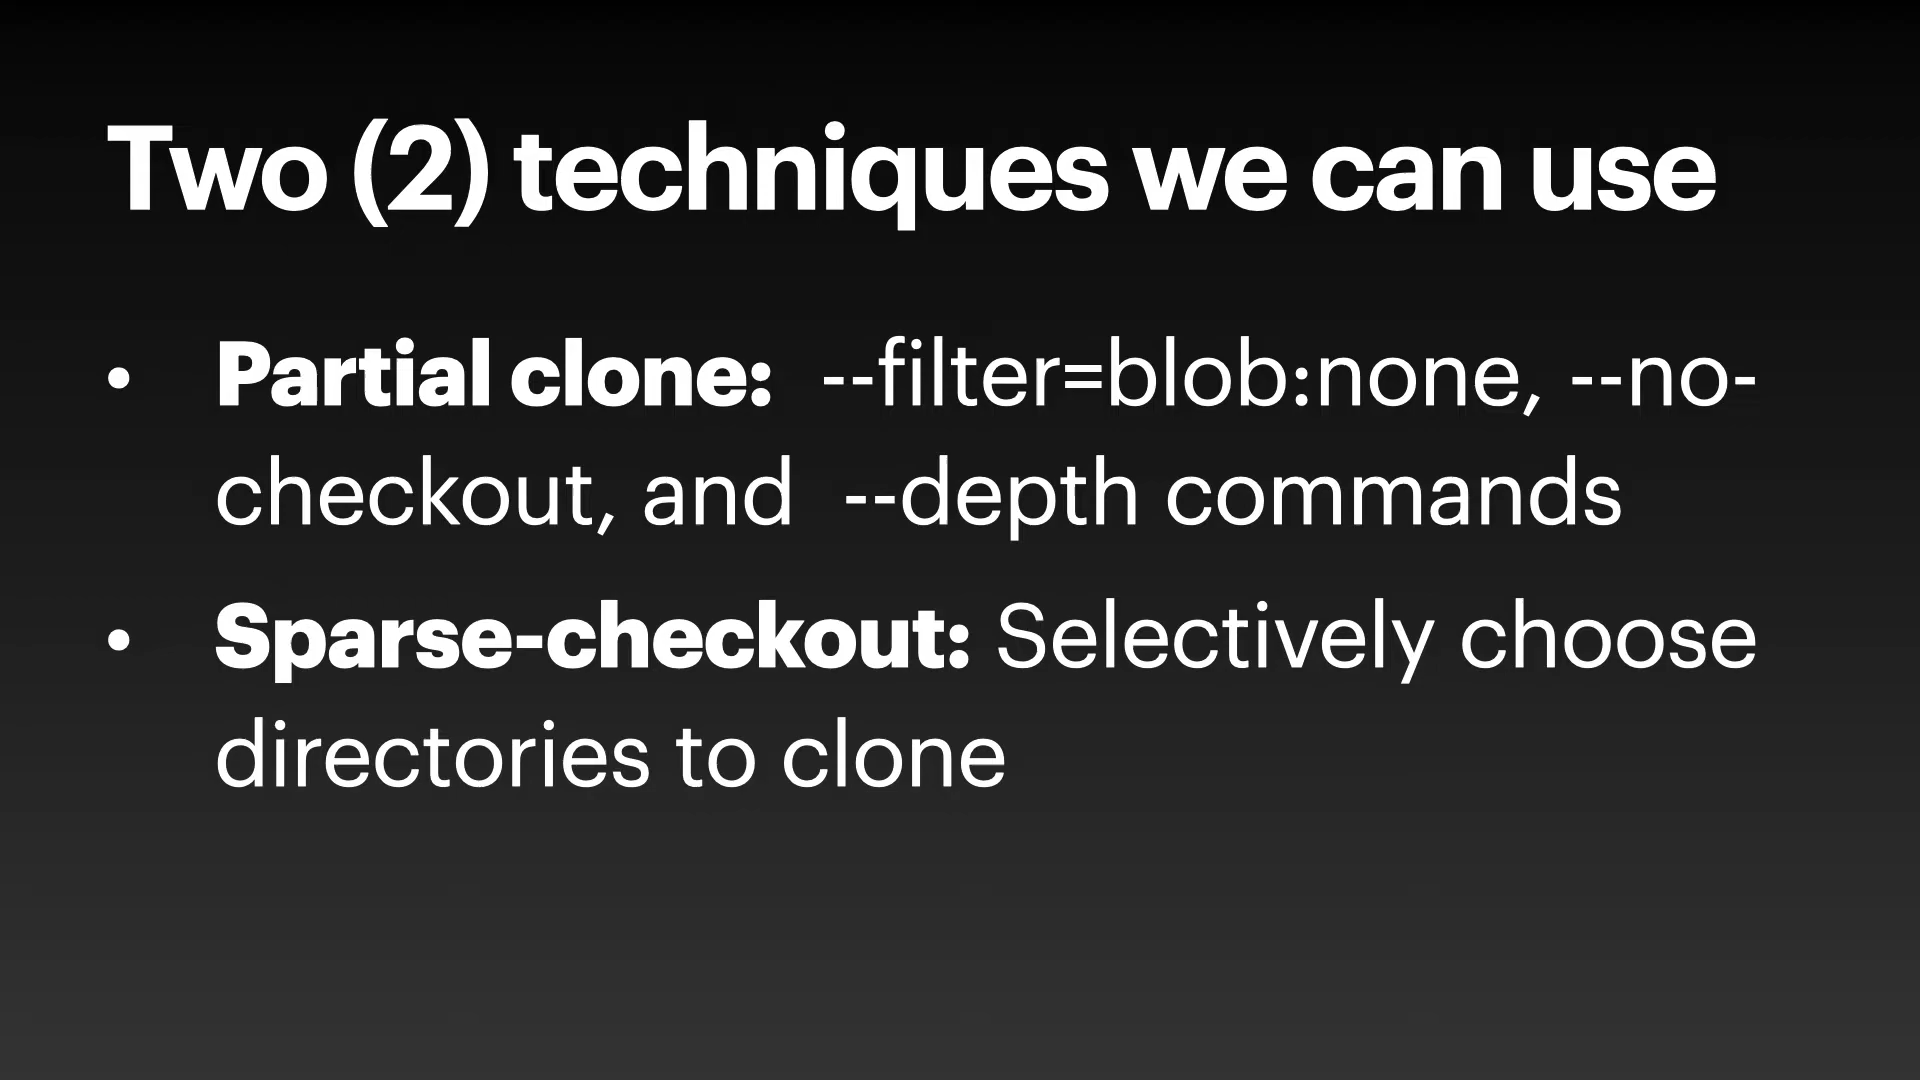 Two (2) techniques we can use
• Partial clone:  --filter=blob:none, --no-
checkout, and  --depth commands
• Sparse-checkout: Selectively choose
directories to clone